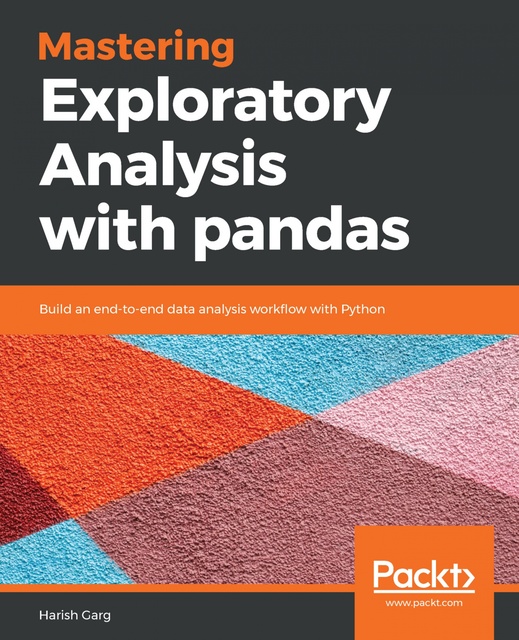 Mastering
Exploratory
Analysis
with pandas
Build an end-to-end data analysis workflow with Python
Packt>
www.packt.com
Harish Garg